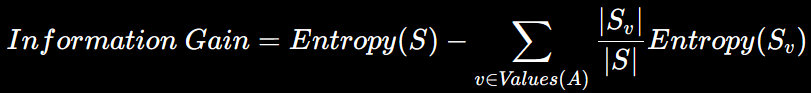 Information Gain = Entropy(S) − ∑_{v∈Values(A)} |S_v|/|S| Entropy(S_v)